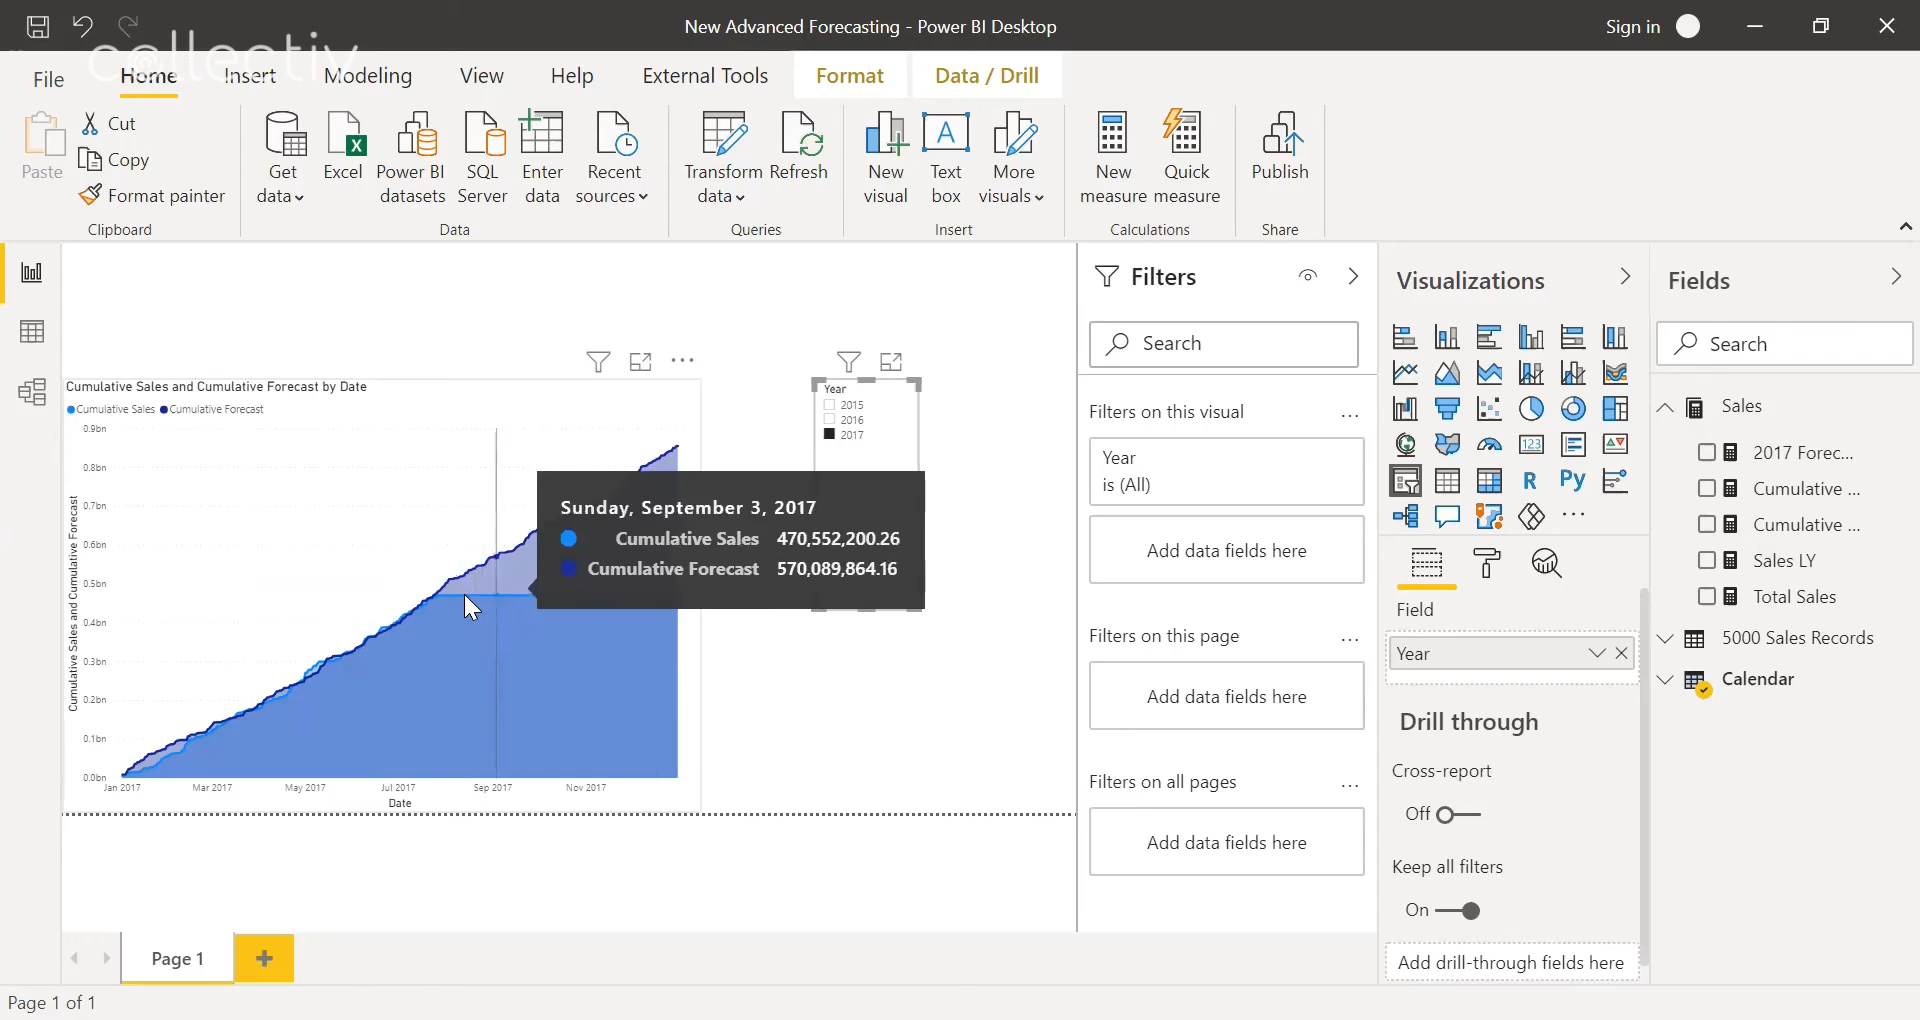 New Advanced Forecasting - Power BI Desktop
Sign in
collectiv
File Home Insert Modeling View Help External Tools Format Data / Drill
Paste
Cut
Copy
Format painter
Clipboard
Get data
Excel
Power BI datasets
SQL Server
Enter data
Recent sources
Data
Transform data
Refresh
Queries
New visual
Text box
More visuals
Insert
New measure
Quick measure
Calculations
Publish
Share
Cumulative Sales and Cumulative Forecast by Date
Cumulative Sales Cumulative Forecast
Cumulative Sales and Cumulative Forecast
0.9bn
0.8bn
0.7bn
0.6bn
0.5bn
0.4bn
0.3bn
0.2bn
0.1bn
0.0bn
Jan 2017 Mar 2017 May 2017 Jul 2017 Sep 2017 Nov 2017
Date
Year
2015
2016
2017
Sunday, September 3, 2017
Cumulative Sales 470,552,200.26
Cumulative Forecast 570,089,864.16
Filters
Search
Filters on this visual ...
Year
is (All)
Add data fields here
Filters on this page ...
Add data fields here
Filters on all pages ...
Add data fields here
Visualizations
123
R Py
...
Field
Year
Drill through
Cross-report
Off
Keep all filters
On
Add drill-through fields here
Fields
Search
Sales
2017 Forec...
Cumulative ...
Cumulative ...
Sales LY
Total Sales
5000 Sales Records
Calendar
Page 1
Page 1 of 1